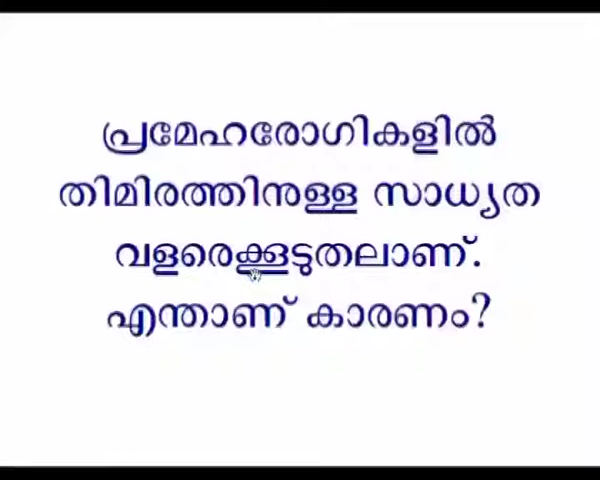 പ്രമേഹരോഗികളിൽ
തിമിരത്തിനുള്ള സാധ്യത
വളരെക്കൂടുതലാണ്.
എന്താണ് കാരണം?